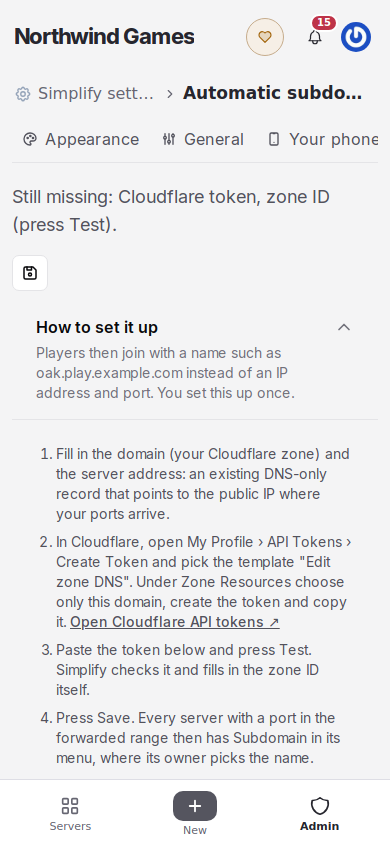 Northwind Games
15
Simplify sett... › Automatic subdo...
Appearance General Your phone
Still missing: Cloudflare token, zone ID
(press Test).
How to set it up
Players then join with a name such as
oak.play.example.com instead of an IP
address and port. You set this up once.
1. Fill in the domain (your Cloudflare zone) and
the server address: an existing DNS-only
record that points to the public IP where
your ports arrive.
2. In Cloudflare, open My Profile › API Tokens ›
Create Token and pick the template "Edit
zone DNS". Under Zone Resources choose
only this domain, create the token and copy
it. Open Cloudflare API tokens ↗
3. Paste the token below and press Test.
Simplify checks it and fills in the zone ID
itself.
4. Press Save. Every server with a port in the
forwarded range then has Subdomain in its
menu, where its owner picks the name.
Servers New Admin